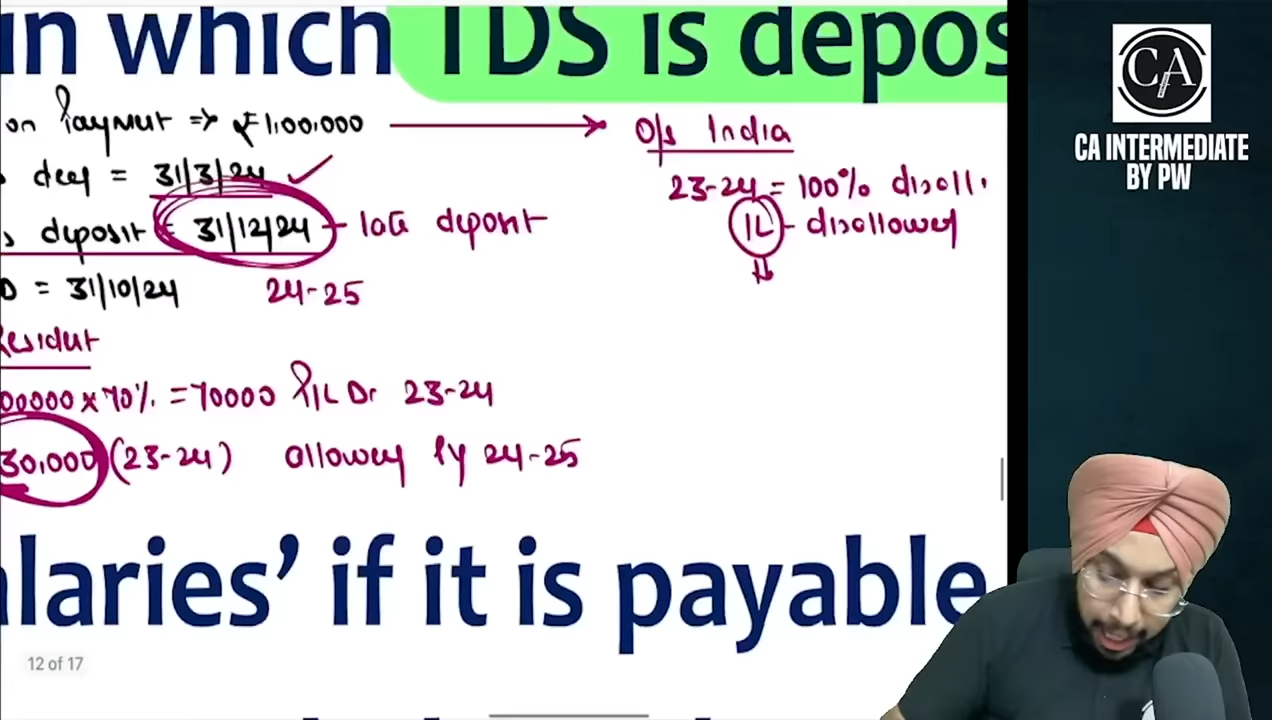 in which TDS is depos
on Payment => ₹1,00,000 → O/s India
deep = 31/3/24 ✓
23-24 = 100% disall.
deposit = 31/12/24 - late deposit
1L - disallowed
= 31/10/24 24-25
00000 x 70% = 70000 P/L Dr 23-24
30,000 (23-24) allowed Py 24-25
alaries' if it is payable
12 of 17
CA
CA INTERMEDIATE
BY PW